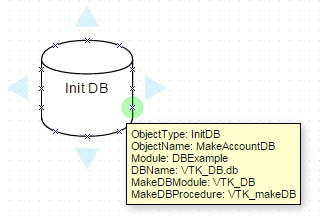 Init DB
ObjectType: InitDB
ObjectName: MakeAccountDB
Module: DBExample
DBName: VTK_DB.db
MakeDBModule: VTK_DB
MakeDBProcedure: VTK_makeDB